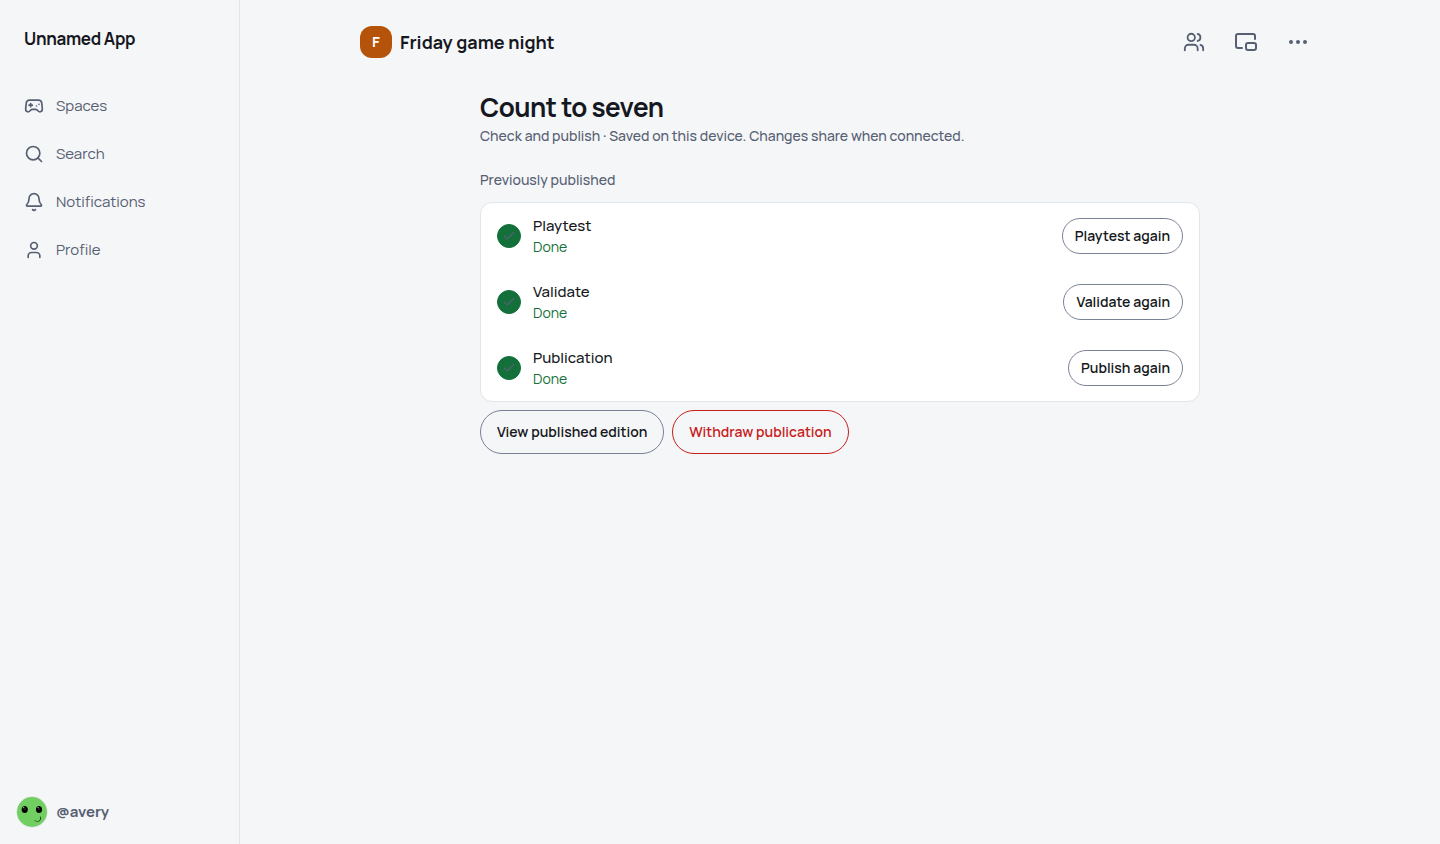 Unnamed App
Spaces
Search
Notifications
Profile
@avery
F Friday game night
Count to seven
Check and publish · Saved on this device. Changes share when connected.
Previously published
Playtest
Done
Playtest again
Validate
Done
Validate again
Publication
Done
Publish again
View published edition
Withdraw publication